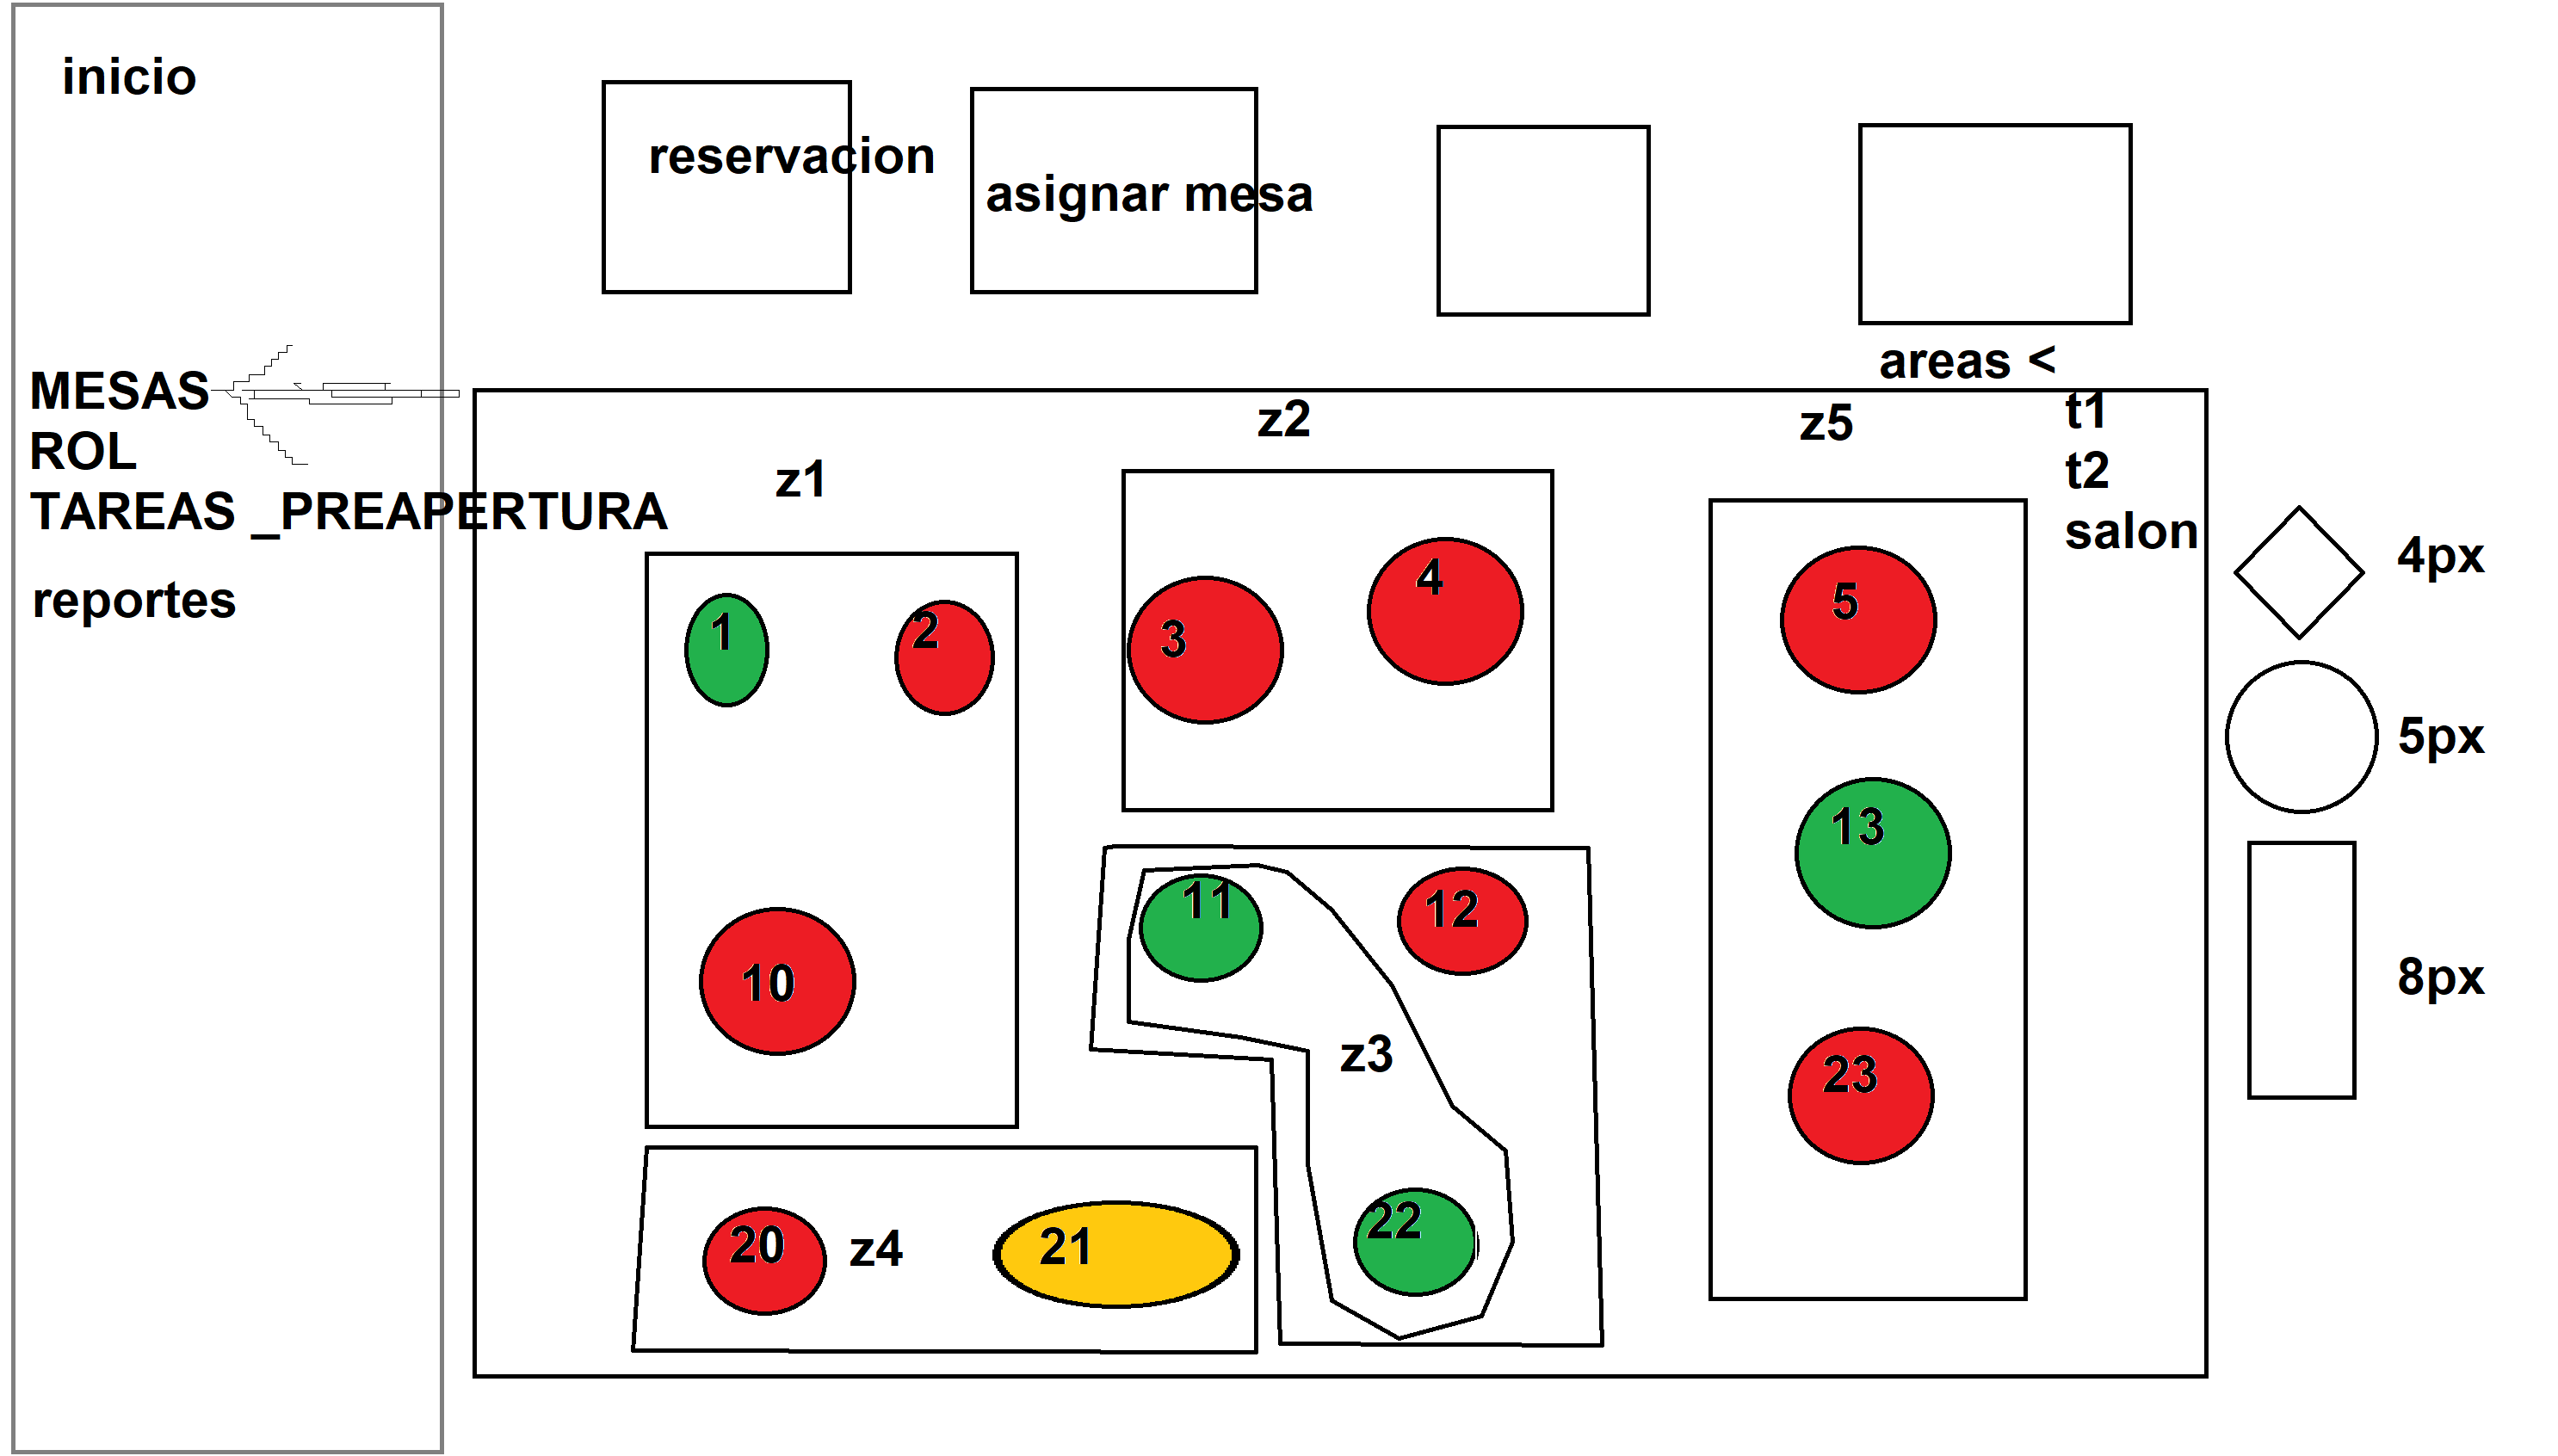 inicio
MESAS
ROL
TAREAS _PREAPERTURA
reportes
reservacion
asignar mesa
areas <
t1
t2
salon
z1
1
2
10
z2
3
4
z5
5
13
23
11
12
z3
22
20
z4
21
4px
5px
8px